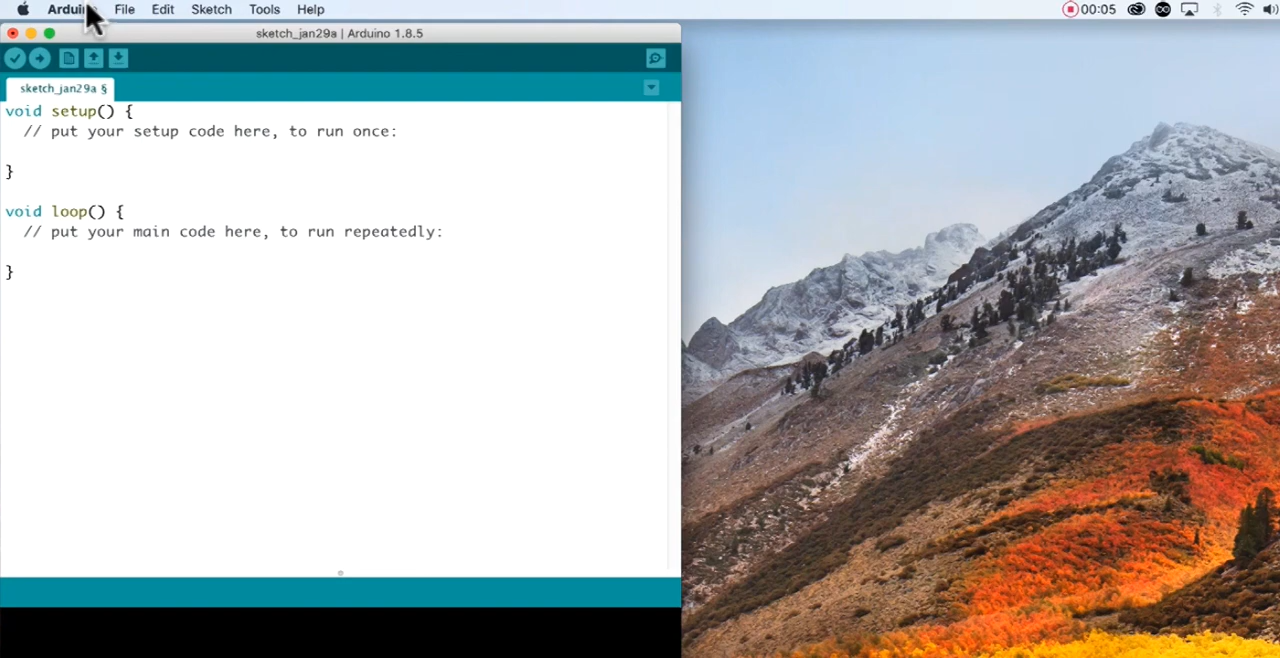 Arduino File Edit Sketch Tools Help 00:05
sketch_jan29a | Arduino 1.8.5
sketch_jan29a §
void setup() {
  // put your setup code here, to run once:
}
void loop() {
  // put your main code here, to run repeatedly:
}